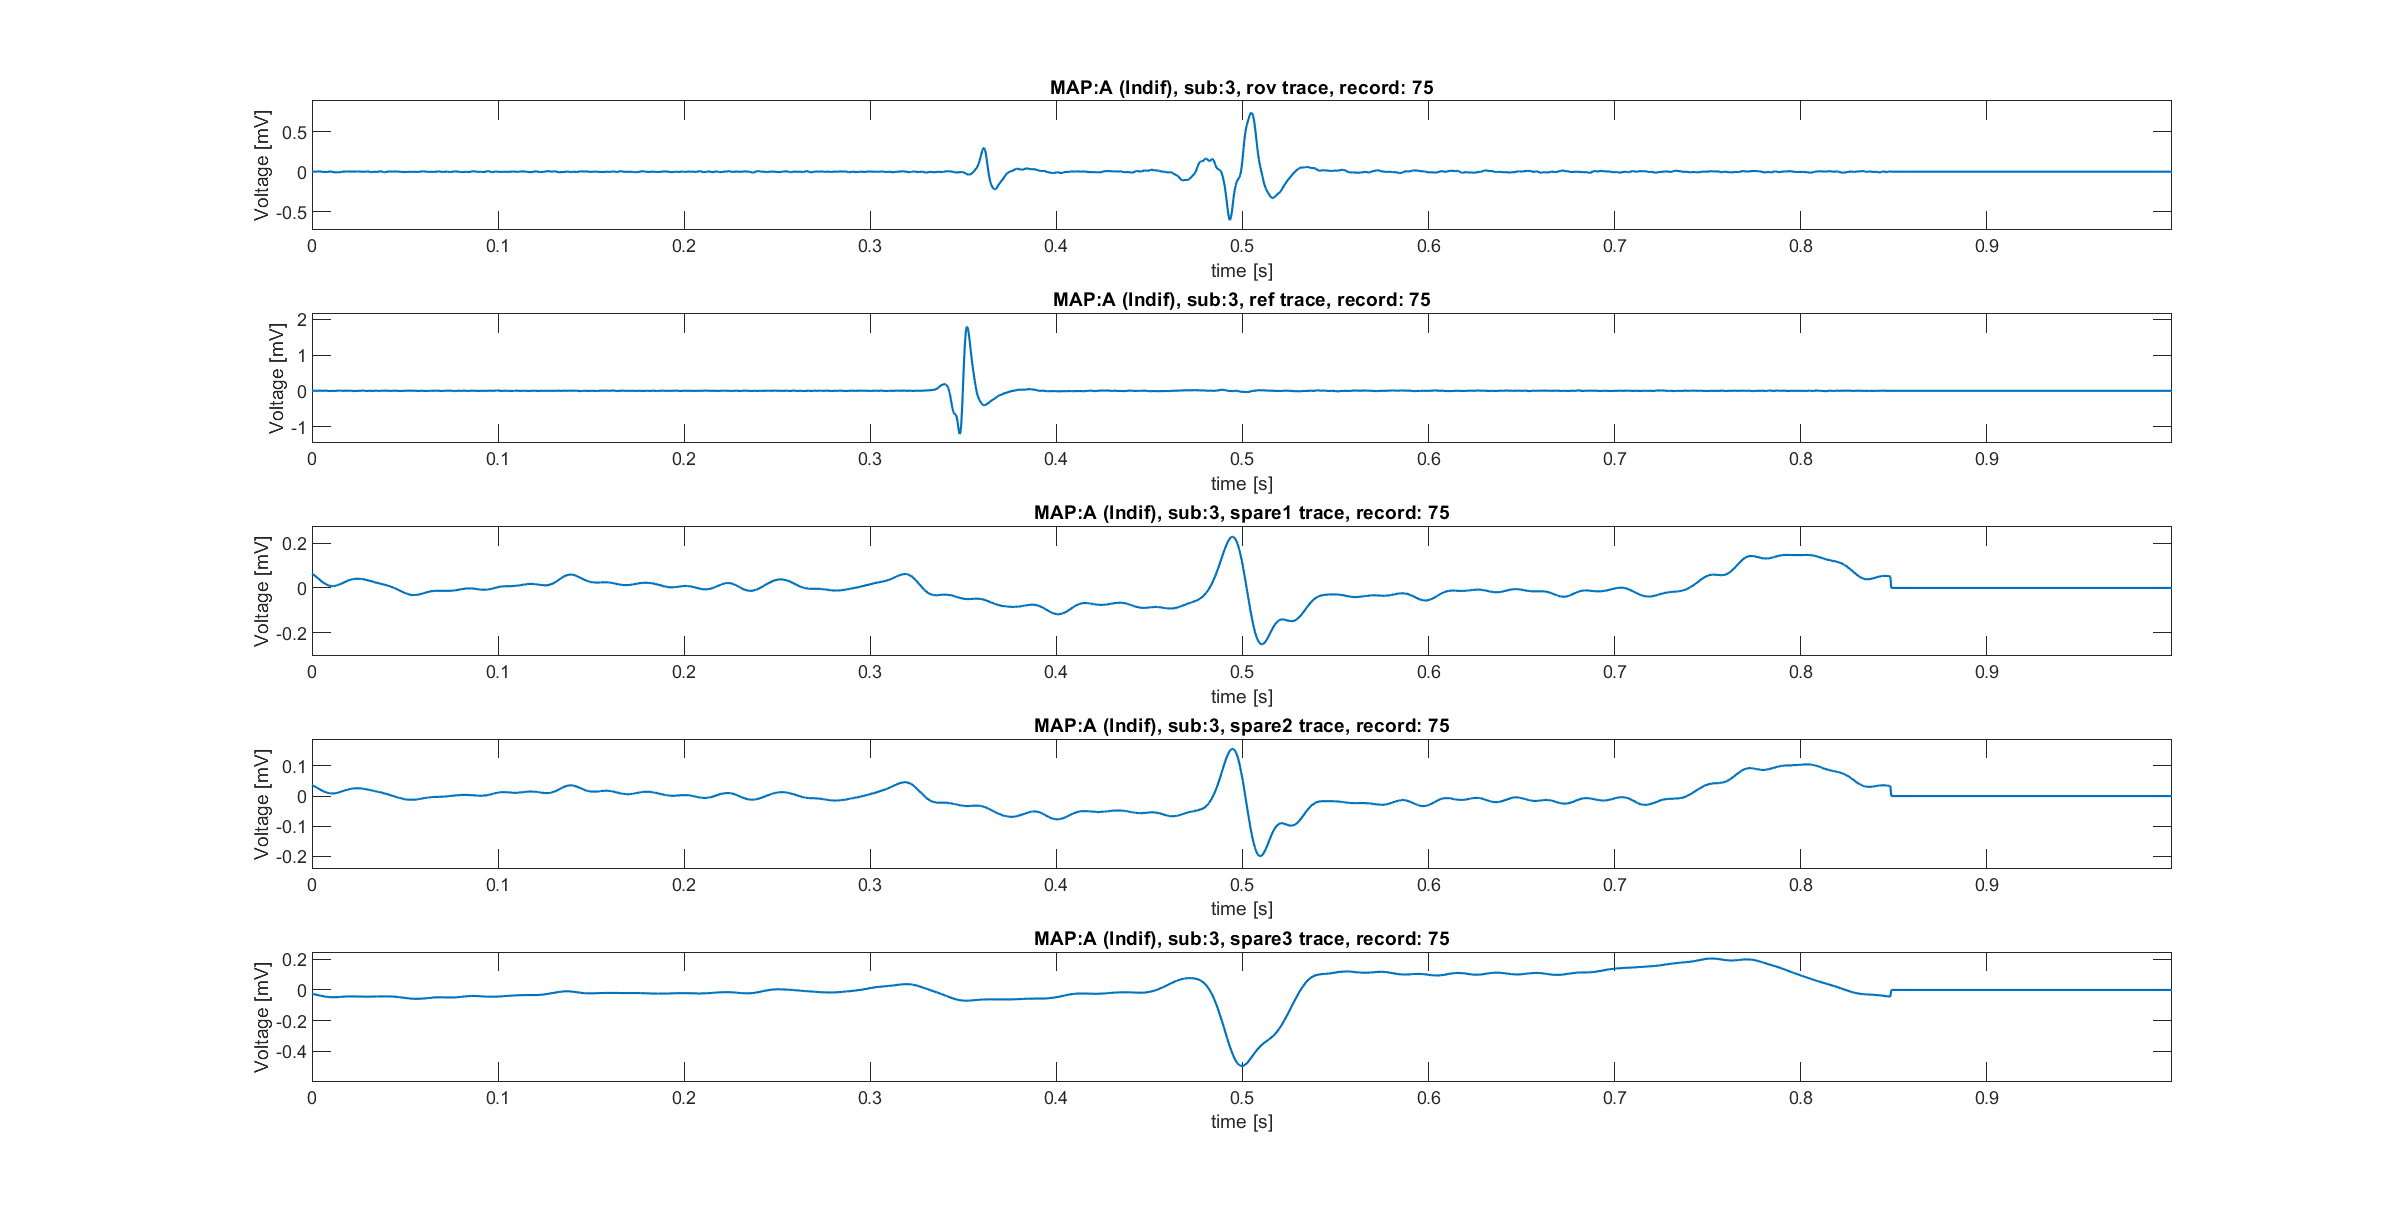 MAP:A (Indif), sub:3, rov trace, record: 75
Voltage [mV]
0.5
0
-0.5
0 0.1 0.2 0.3 0.4 0.5 0.6 0.7 0.8 0.9
time [s]
MAP:A (Indif), sub:3, ref trace, record: 75
Voltage [mV]
2
1
0
-1
0 0.1 0.2 0.3 0.4 0.5 0.6 0.7 0.8 0.9
time [s]
MAP:A (Indif), sub:3, spare1 trace, record: 75
Voltage [mV]
0.2
0
-0.2
0 0.1 0.2 0.3 0.4 0.5 0.6 0.7 0.8 0.9
time [s]
MAP:A (Indif), sub:3, spare2 trace, record: 75
Voltage [mV]
0.1
0
-0.1
-0.2
0 0.1 0.2 0.3 0.4 0.5 0.6 0.7 0.8 0.9
time [s]
MAP:A (Indif), sub:3, spare3 trace, record: 75
Voltage [mV]
0.2
0
-0.2
-0.4
0 0.1 0.2 0.3 0.4 0.5 0.6 0.7 0.8 0.9
time [s]